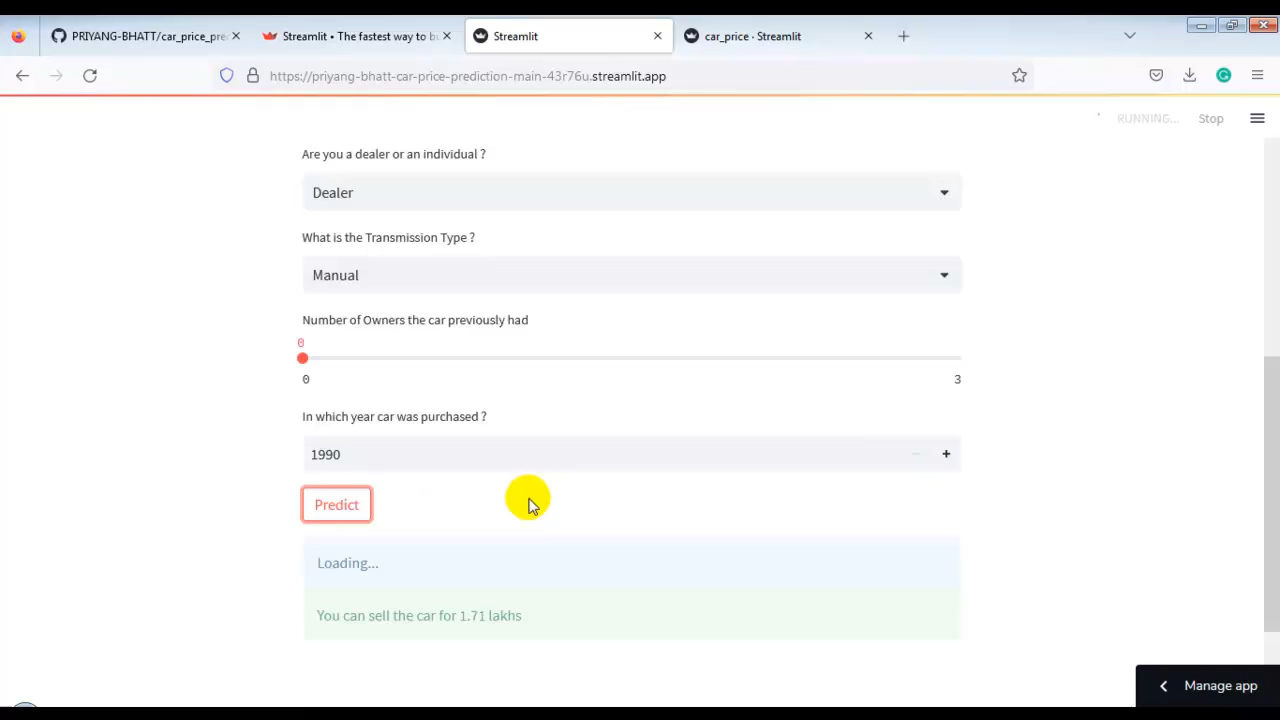 PRIYANG-BHATT/car_price_pre
Streamlit • The fastest way to bu
Streamlit
car_price · Streamlit
https://priyang-bhatt-car-price-prediction-main-43r76u.streamlit.app
RUNNING...
Stop
Are you a dealer or an individual ?
Dealer
What is the Transmission Type ?
Manual
Number of Owners the car previously had
0
0
3
In which year car was purchased ?
1990
Predict
Loading...
You can sell the car for 1.71 lakhs
Manage app